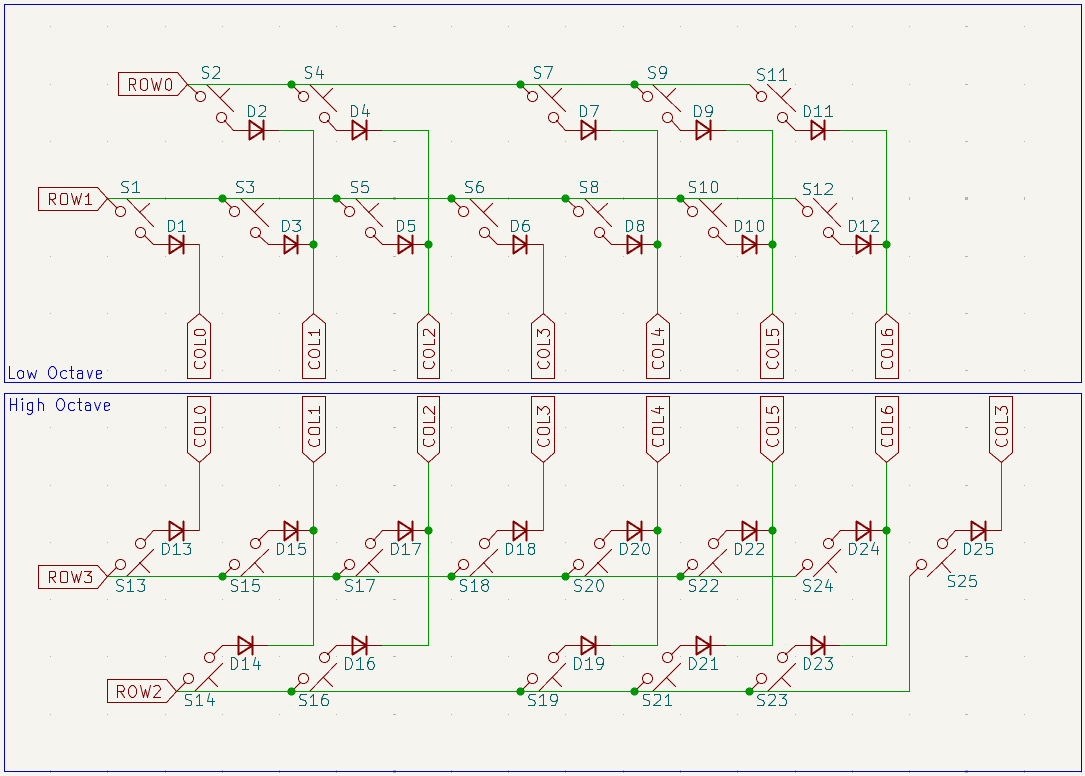 S2 S4 S7 S9 S11
ROW0
D2 D4 D7 D9 D11
S1 S3 S5 S6 S8 S10 S12
ROW1
D1 D3 D5 D6 D8 D10 D12
COL0 COL1 COL2 COL3 COL4 COL5 COL6
Low Octave
High Octave
COL0 COL1 COL2 COL3 COL4 COL5 COL6 COL3
D13 D15 D17 D18 D20 D22 D24 D25
ROW3
S13 S15 S17 S18 S20 S22 S24 S25
D14 D16 D19 D21 D23
ROW2
S14 S16 S19 S21 S23